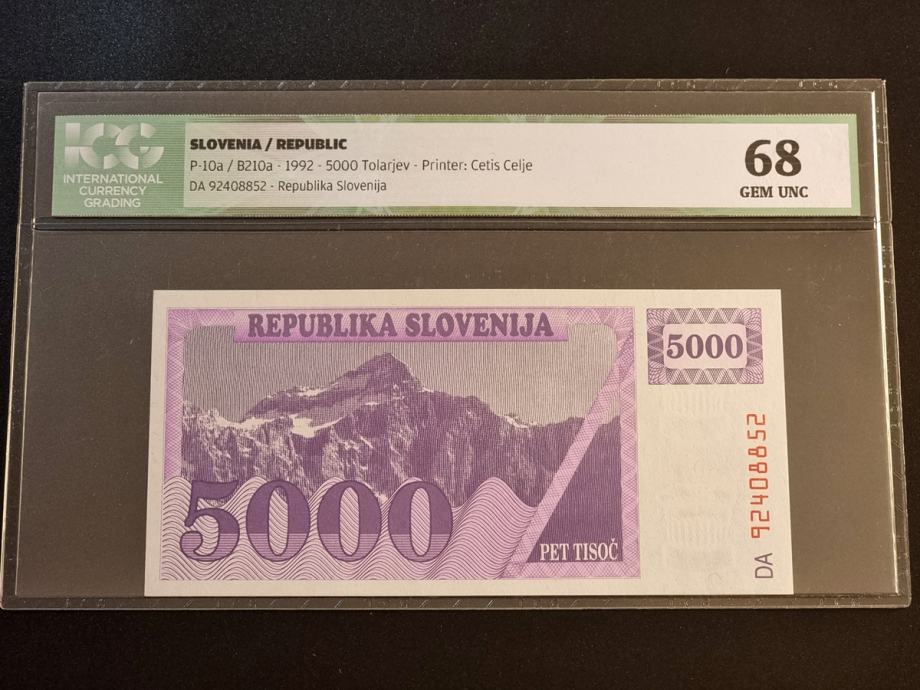 ICG
INTERNATIONAL
CURRENCY
GRADING
SLOVENIA / REPUBLIC
P-10a / B210a - 1992 - 5000 Tolarjev - Printer: Cetis Celje
DA 92408852 - Republika Slovenija
68
GEM UNC
REPUBLIKA SLOVENIJA
5000
5000
PET TISOČ
DA 92408852